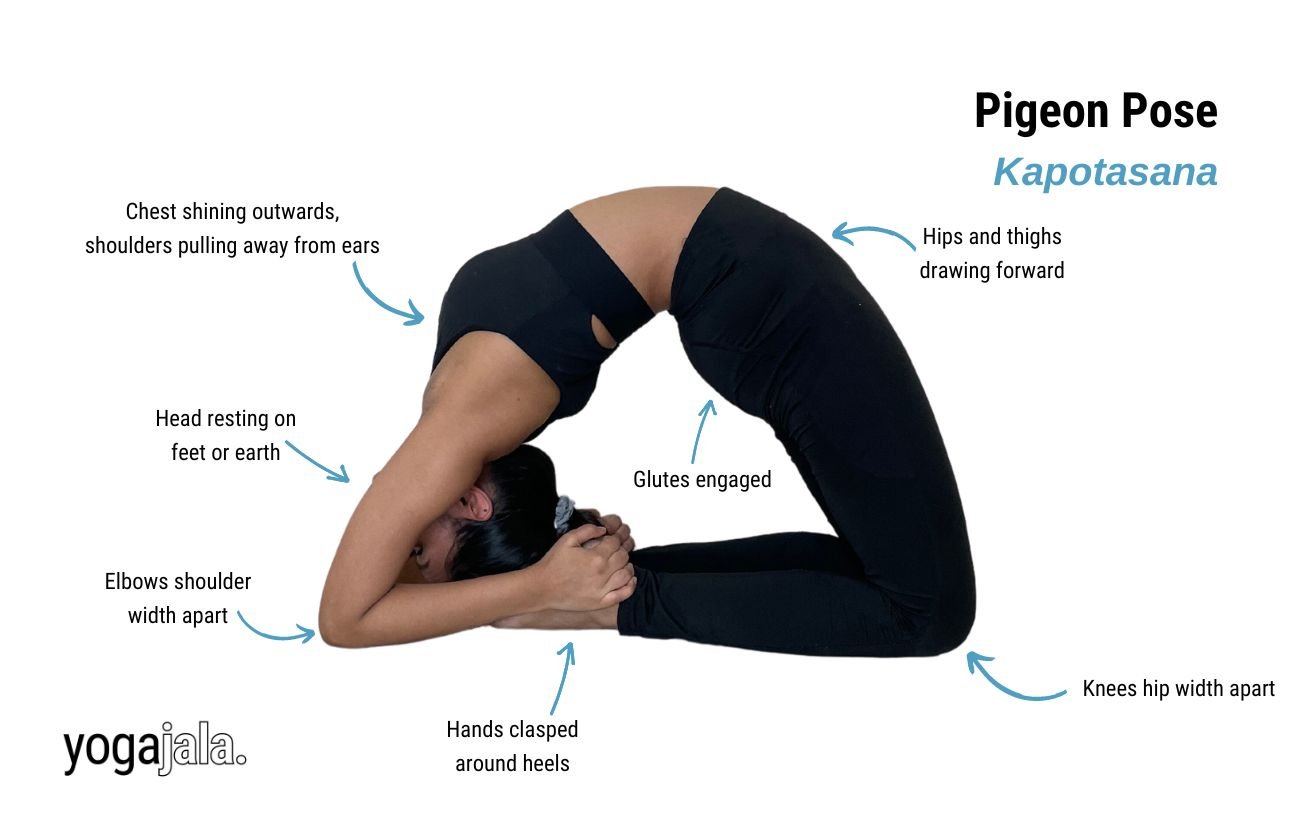 Pigeon Pose
Kapotasana
Chest shining outwards,
shoulders pulling away from ears
Hips and thighs
drawing forward
Head resting on
feet or earth
Glutes engaged
Elbows shoulder
width apart
Knees hip width apart
Hands clasped
around heels
yogajala.